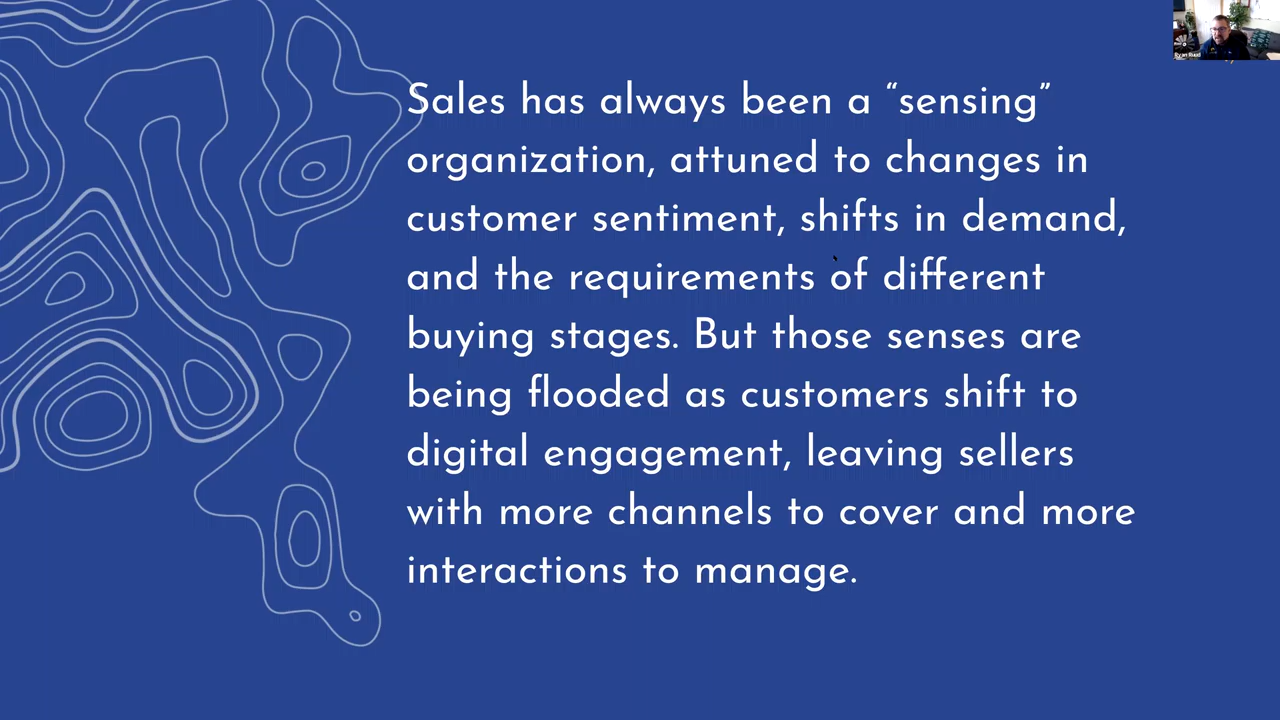 Sales has always been a “sensing”
organization, attuned to changes in
customer sentiment, shifts in demand,
and the requirements of different
buying stages. But those senses are
being flooded as customers shift to
digital engagement, leaving sellers
with more channels to cover and more
interactions to manage.